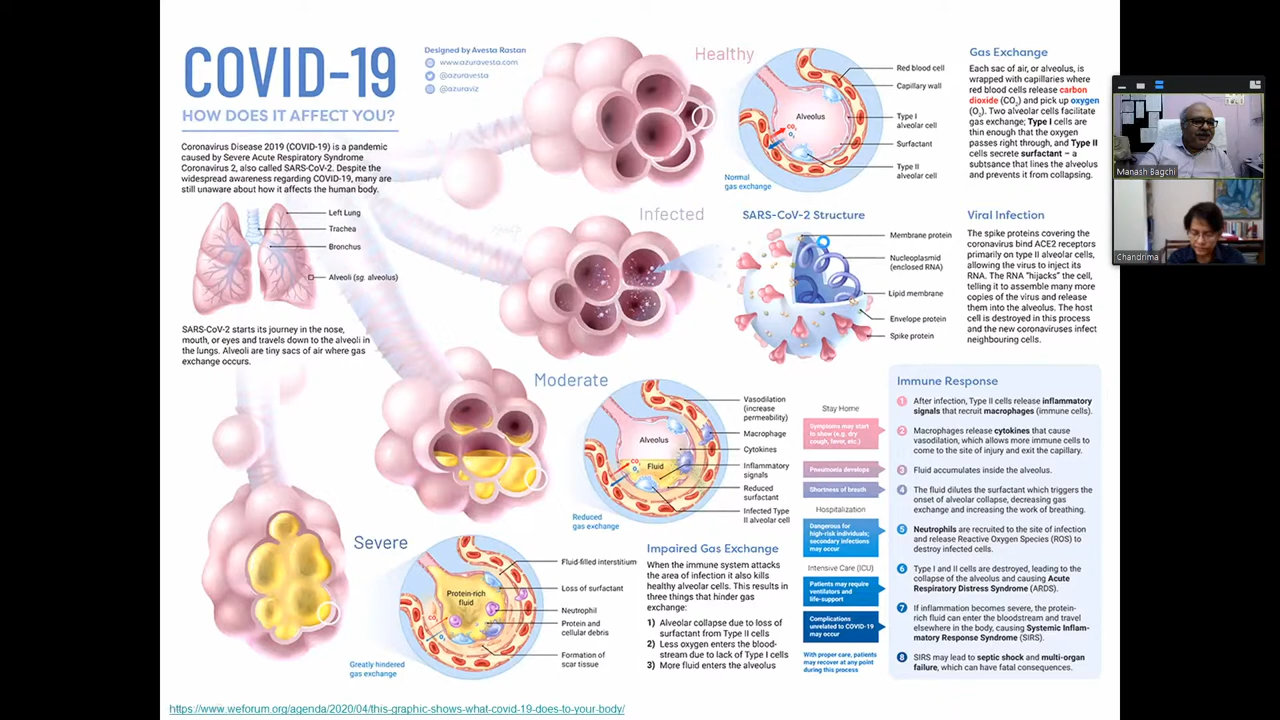 COVID-19
HOW DOES IT AFFECT YOU?
Designed by Avesta Rastan
www.azuravesta.com
@azuravesta
@azuraviz
Coronavirus Disease 2019 (COVID-19) is a pandemic
caused by Severe Acute Respiratory Syndrome
Coronavirus 2, also called SARS-CoV-2. Despite the
widespread awareness regarding COVID-19, many are
still unaware about how it affects the human body.
Left Lung
Trachea
Bronchus
Alveoli (sg. alveolus)
SARS-CoV-2 starts its journey in the nose,
mouth, or eyes and travels down to the alveoli in
the lungs. Alveoli are tiny sacs of air where gas
exchange occurs.
Healthy
Alveolus
CO₂
O₂
Red blood cell
Capillary wall
Type I
alveolar cell
Surfactant
Type II
alveolar cell
Normal
gas exchange
Gas Exchange
Each sac of air, or alveolus, is
wrapped with capillaries where
red blood cells release carbon
dioxide (CO₂) and pick up oxygen
(O₂). Two alveolar cells facilitate
gas exchange; Type I cells are
thin enough that the oxygen
passes right through, and Type II
cells secrete surfactant – a
substance that lines the alveolus
and prevents it from collapsing.
Infected
SARS-CoV-2 Structure
Membrane protein
Nucleoplasmid
(enclosed RNA)
Lipid membrane
Envelope protein
Spike protein
Viral Infection
The spike proteins covering the
coronavirus bind ACE2 receptors
primarily on type II alveolar cells,
allowing the virus to inject its
RNA. The RNA "hijacks" the cell,
telling it to assemble many more
copies of the virus and release
them into the alveolus. The host
cell is destroyed in this process
and the new coronaviruses infect
neighbouring cells.
Moderate
Alveolus
Fluid
CO₂
O₂
Vasodilation
(increase
permeability)
Macrophage
Cytokines
Inflammatory
signals
Reduced
surfactant
Infected Type
II alveolar cell
Reduced
gas exchange
Severe
Protein-rich
fluid
CO₂
O₂
Fluid-filled interstitium
Loss of surfactant
Neutrophil
Protein and
cellular debris
Formation of
scar tissue
Greatly hindered
gas exchange
Impaired Gas Exchange
When the immune system attacks
the area of infection it also kills
healthy alveolar cells. This results in
three things that hinder gas
exchange:
1) Alveolar collapse due to loss of
surfactant from Type II cells
2) Less oxygen enters the blood-
stream due to lack of Type I cells
3) More fluid enters the alveolus
Stay Home
Symptoms may start
to show (e.g. dry
cough, fever, etc.)
Pneumonia develops
Shortness of breath
Hospitalization
Dangerous for
high-risk individuals;
secondary infections
may occur
Intensive Care (ICU)
Patients may require
ventilators and
life-support
Complications
unrelated to COVID-19
may occur
With proper care, patients
may recover at any point
during this process
Immune Response
1 After infection, Type II cells release inflammatory
signals that recruit macrophages (immune cells).
2 Macrophages release cytokines that cause
vasodilation, which allows more immune cells to
come to the site of injury and exit the capillary.
3 Fluid accumulates inside the alveolus.
4 The fluid dilutes the surfactant which triggers the
onset of alveolar collapse, decreasing gas
exchange and increasing the work of breathing.
5 Neutrophils are recruited to the site of infection
and release Reactive Oxygen Species (ROS) to
destroy infected cells.
6 Type I and II cells are destroyed, leading to the
collapse of the alveolus and causing Acute
Respiratory Distress Syndrome (ARDS).
7 If inflammation becomes severe, the protein-
rich fluid can enter the bloodstream and travel
elsewhere in the body, causing Systemic Inflam-
matory Response Syndrome (SIRS).
8 SIRS may lead to septic shock and multi-organ
failure, which can have fatal consequences.
https://www.weforum.org/agenda/2020/04/this-graphic-shows-what-covid-19-does-to-your-body/
Manash Bagchi
Chandrima